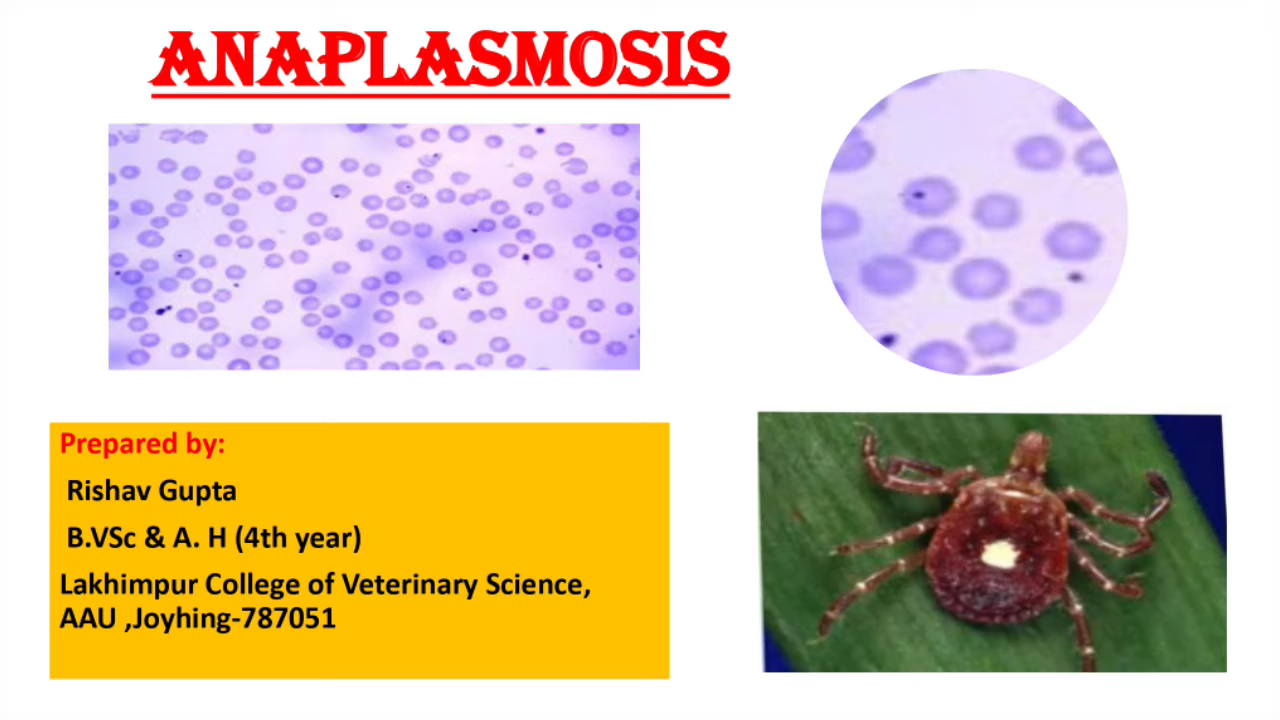 ANAPLASMOSIS
Prepared by:
Rishav Gupta
B.VSc & A. H (4th year)
Lakhimpur College of Veterinary Science,
AAU ,Joyhing-787051